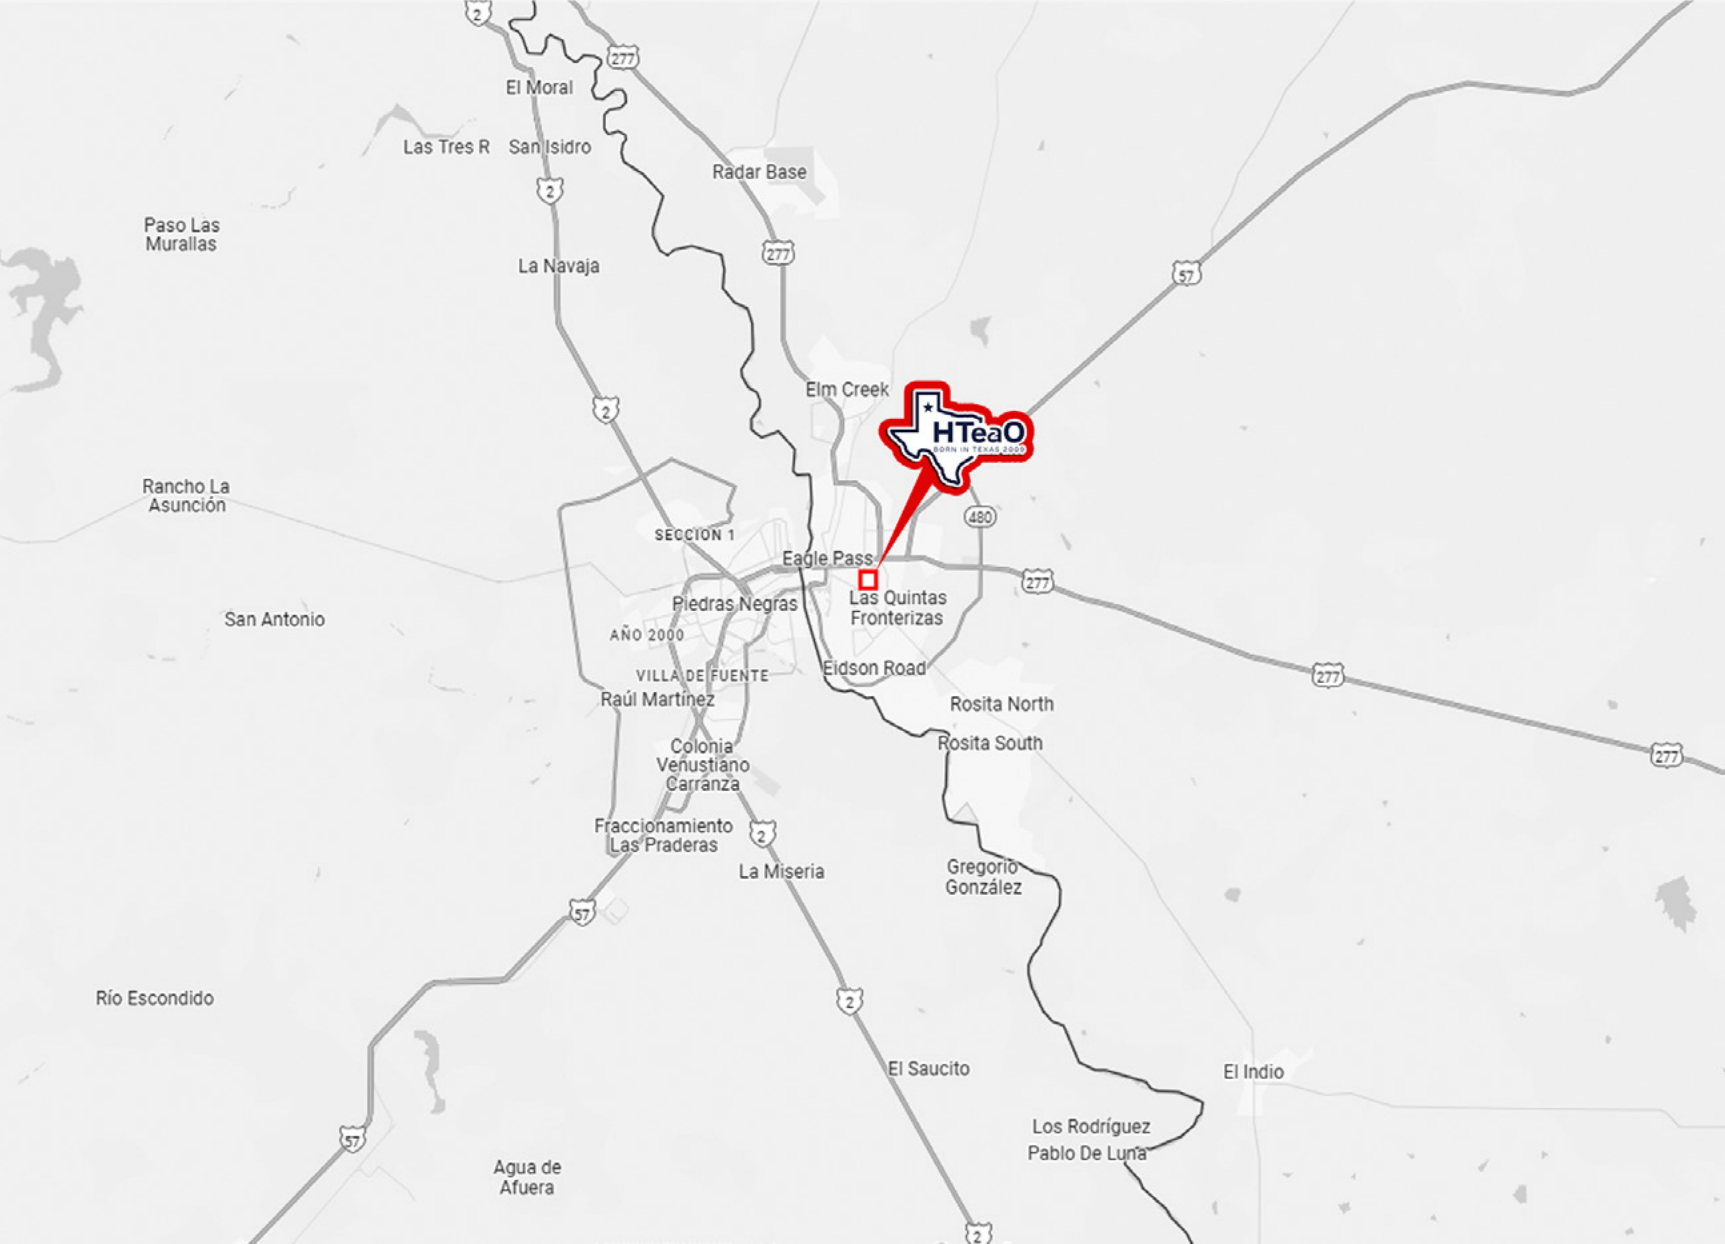 2
277
El Moral
Las Tres R
San Isidro
Radar Base
2
Paso Las
Murallas
277
La Navaja
57
Elm Creek
2
HTeaO
BORN IN TEXAS 2009
Rancho La
Asunción
480
SECCION 1
Eagle Pass
277
Piedras Negras
Las Quintas
Fronterizas
San Antonio
AÑO 2000
Eidson Road
VILLA DE FUENTE
277
Raúl Martínez
Rosita North
Rosita South
Colonia
Venustiano
Carranza
277
Fraccionamiento
Las Praderas
2
La Miseria
Gregorio
González
57
Río Escondido
2
El Saucito
El Indio
Los Rodríguez
57
Pablo De Luna
Agua de
Afuera
2